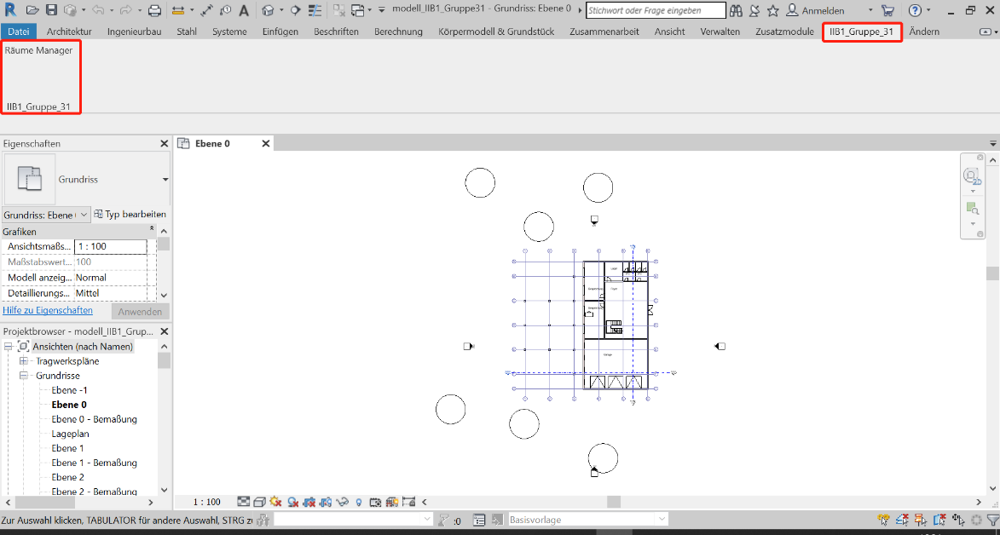 modell_IIB1_Gruppe31 - Grundriss: Ebene 0
Stichwort oder Frage eingeben
Anmelden
Datei Architektur Ingenieurbau Stahl Systeme Einfügen Beschriften Berechnung Körpermodell & Grundstück Zusammenarbeit Ansicht Verwalten Zusatzmodule IIB1_Gruppe_31 Ändern
Räume Manager
IIB1_Gruppe_31
Eigenschaften
Ebene 0
Grundriss
Grundriss: Ebene
Typ bearbeiten
Grafiken
Ansichtsmaßs... 1 : 100
Maßstabswert... 100
Modell anzeig... Normal
Detaillierungs... Mittel
Hilfe zu Eigenschaften
Anwenden
Projektbrowser - modell_IIB1_Grup...
Ansichten (nach Namen)
Tragwerkspläne
Grundrisse
Ebene -1
Ebene 0
Ebene 0 - Bemaßung
Lageplan
Ebene 1
Ebene 1 - Bemaßung
Ebene 2
Ebene 2 - Bemaßung
1 : 100
Zur Auswahl klicken, TABULATOR für andere Auswahl, STRG zu
:0
Basisvorlage